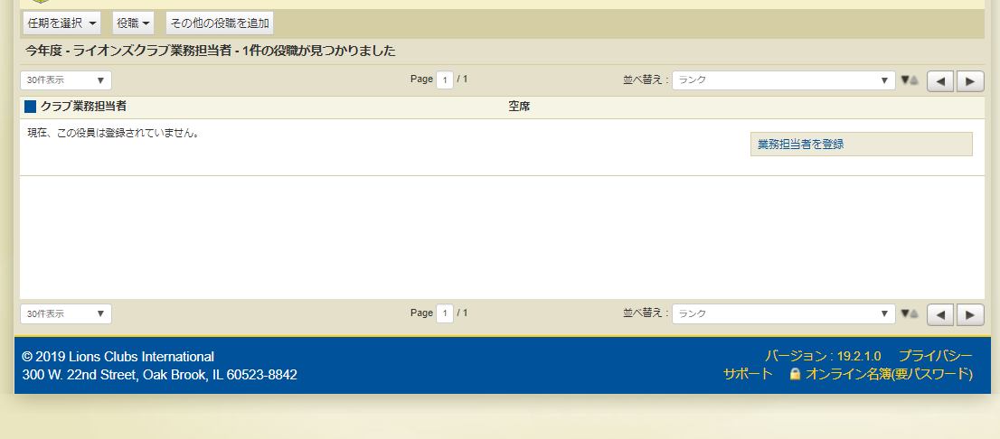 任期を選択 役職 その他の役職を追加
今年度 - ライオンズクラブ業務担当者 - 1件の役職が見つかりました
30件表示 Page 1 / 1 並べ替え : ランク
クラブ業務担当者 空席
現在、この役員は登録されていません。
業務担当者を登録
30件表示 Page 1 / 1 並べ替え : ランク
© 2019 Lions Clubs International バージョン : 19.2.1.0 プライバシー
300 W. 22nd Street, Oak Brook, IL 60523-8842 サポート オンライン名簿(要パスワード)